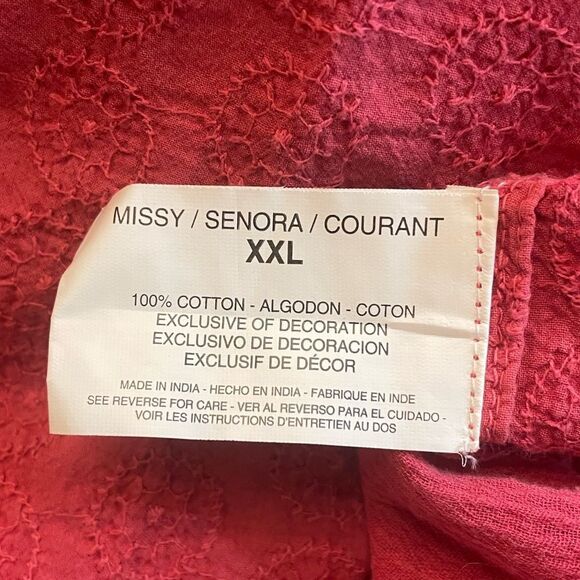 MISSY / SENORA / COURANT
XXL
100% COTTON - ALGODON - COTON
EXCLUSIVE OF DECORATION
EXCLUSIVO DE DECORACION
EXCLUSIF DE DÉCOR
MADE IN INDIA - HECHO EN INDIA - FABRIQUE EN INDE
SEE REVERSE FOR CARE - VER AL REVERSO PARA EL CUIDADO -
VOIR LES INSTRUCTIONS D'ENTRETIEN AU DOS